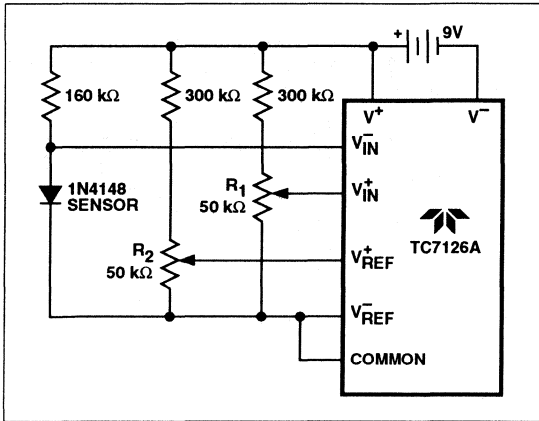 + 9V
160 kΩ 300 kΩ 300 kΩ
V+ V−
V−IN
1N4148
SENSOR
R1
50 kΩ
V+IN
TC7126A
R2
50 kΩ
V+REF
V−REF
COMMON